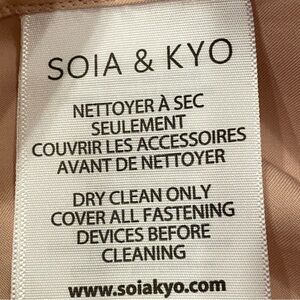 SOIA & KYO
NETTOYER À SEC
SEULEMENT
COUVRIR LES ACCESSOIRES
AVANT DE NETTOYER
DRY CLEAN ONLY
COVER ALL FASTENING
DEVICES BEFORE
CLEANING
www.soiakyo.com